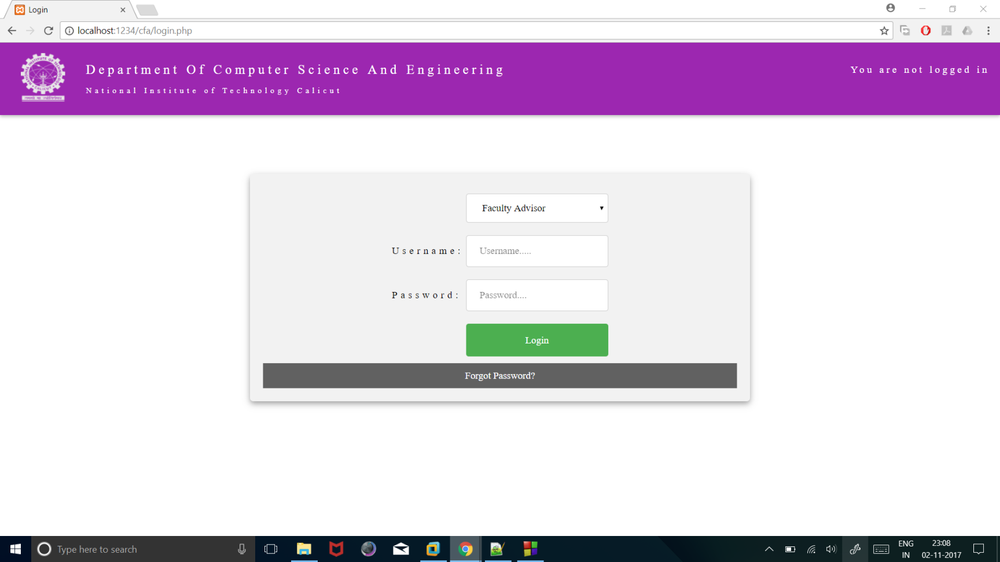 Login
localhost:1234/cfa/login.php
Department Of Computer Science And Engineering
You are not logged in
National Institute of Technology Calicut
Faculty Advisor
Username:
Username.....
Password:
Password....
Login
Forgot Password?
Type here to search
ENG
IN
23:08
02-11-2017